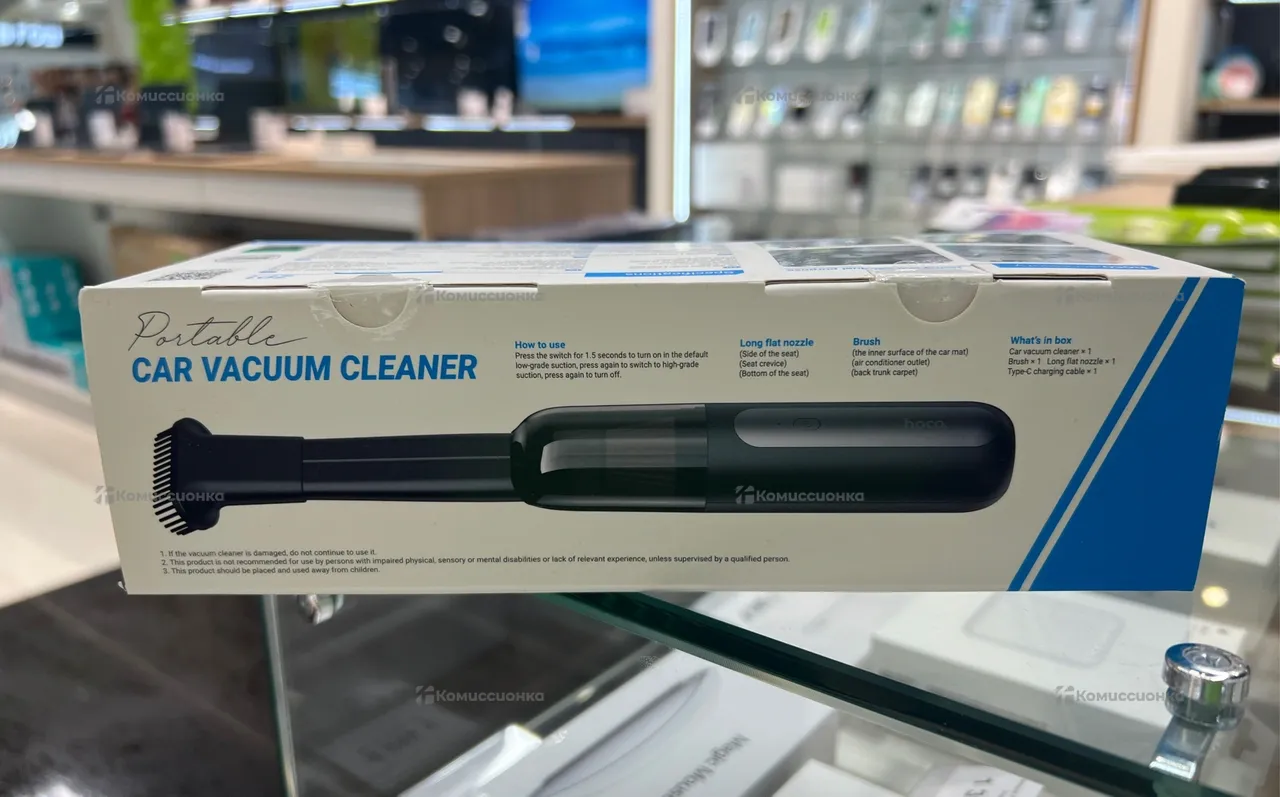 Комиссионка
Комиссионка
Specifications
Комиссионка
Portable
CAR VACUUM CLEANER
How to use
Press the switch for 1.5 seconds to turn on in the default
low-grade suction, press again to switch to high-grade
suction, press again to turn off.
Long flat nozzle
(Side of the seat)
(Seat crevice)
(Bottom of the seat)
Brush
(the inner surface of the car mat)
(air conditioner outlet)
(back trunk carpet)
What's in box
Car vacuum cleaner × 1
Brush × 1 Long flat nozzle × 1
Type-C charging cable × 1
hoco.
Комиссионка
Комиссионка
1. If the vacuum cleaner is damaged, do not continue to use it.
2. This product is not recommended for use by persons with impaired physical, sensory or mental disabilities or lack of relevant experience, unless supervised by a qualified person.
3. This product should be placed and used away from children.
Комиссионка
Комиссионка
Magic Mouse